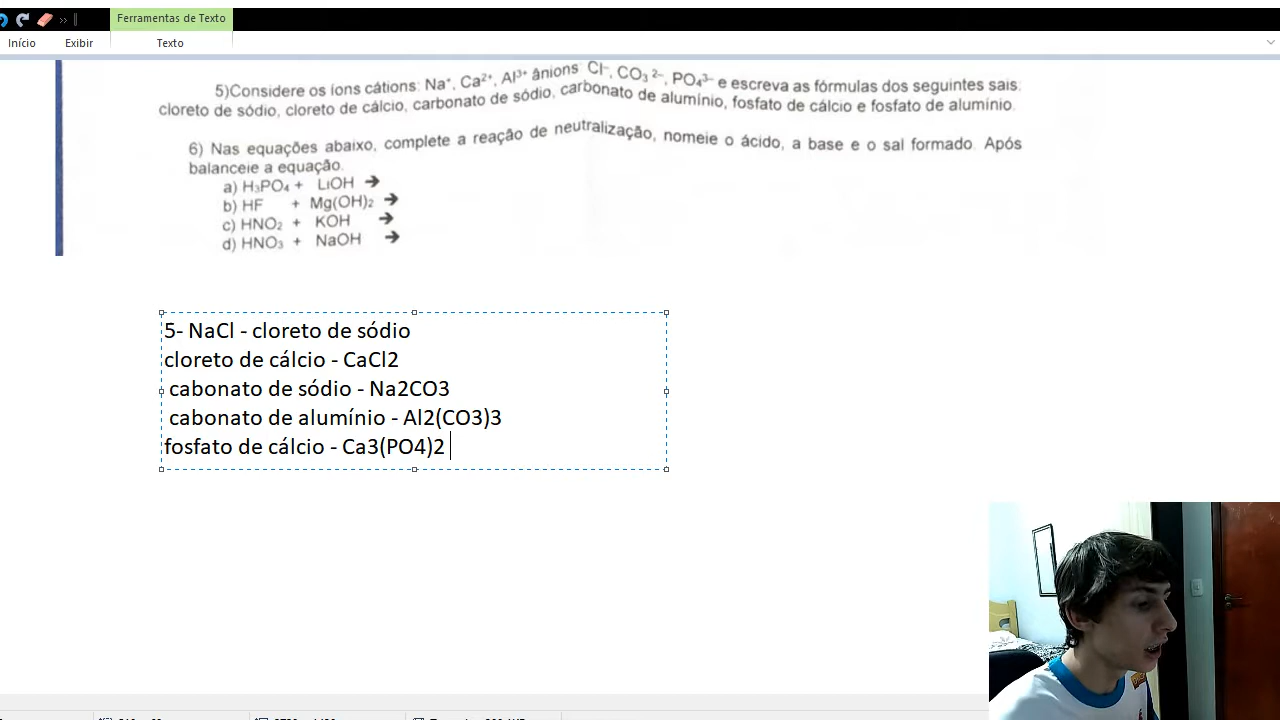 Ferramentas de Texto
Início Exibir Texto
5)Considere os íons cátions: Na⁺, Ca²⁺, Al³⁺ ânions: Cl⁻, CO₃ ²⁻, PO₄³⁻ e escreva as fórmulas dos seguintes sais:
cloreto de sódio, cloreto de cálcio, carbonato de sódio, carbonato de alumínio, fosfato de cálcio e fosfato de alumínio.
6) Nas equações abaixo, complete a reação de neutralização, nomeie o ácido, a base e o sal formado. Após
balanceie a equação.
a) H₃PO₄ + LiOH ➔
b) HF + Mg(OH)₂ ➔
c) HNO₂ + KOH ➔
d) HNO₃ + NaOH ➔
5- NaCl - cloreto de sódio
cloreto de cálcio - CaCl2
cabonato de sódio - Na2CO3
cabonato de alumínio - Al2(CO3)3
fosfato de cálcio - Ca3(PO4)2